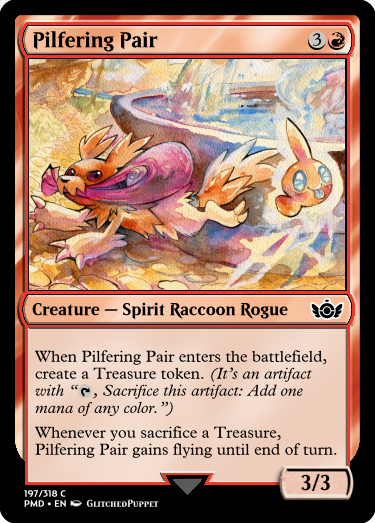 Pilfering Pair 3
Creature — Spirit Raccoon Rogue
When Pilfering Pair enters the battlefield,
create a Treasure token. (It's an artifact
with “, Sacrifice this artifact: Add one
mana of any color.”)
Whenever you sacrifice a Treasure,
Pilfering Pair gains flying until end of turn.
3/3
197/318 C
PMD • EN GlitchedPuppet